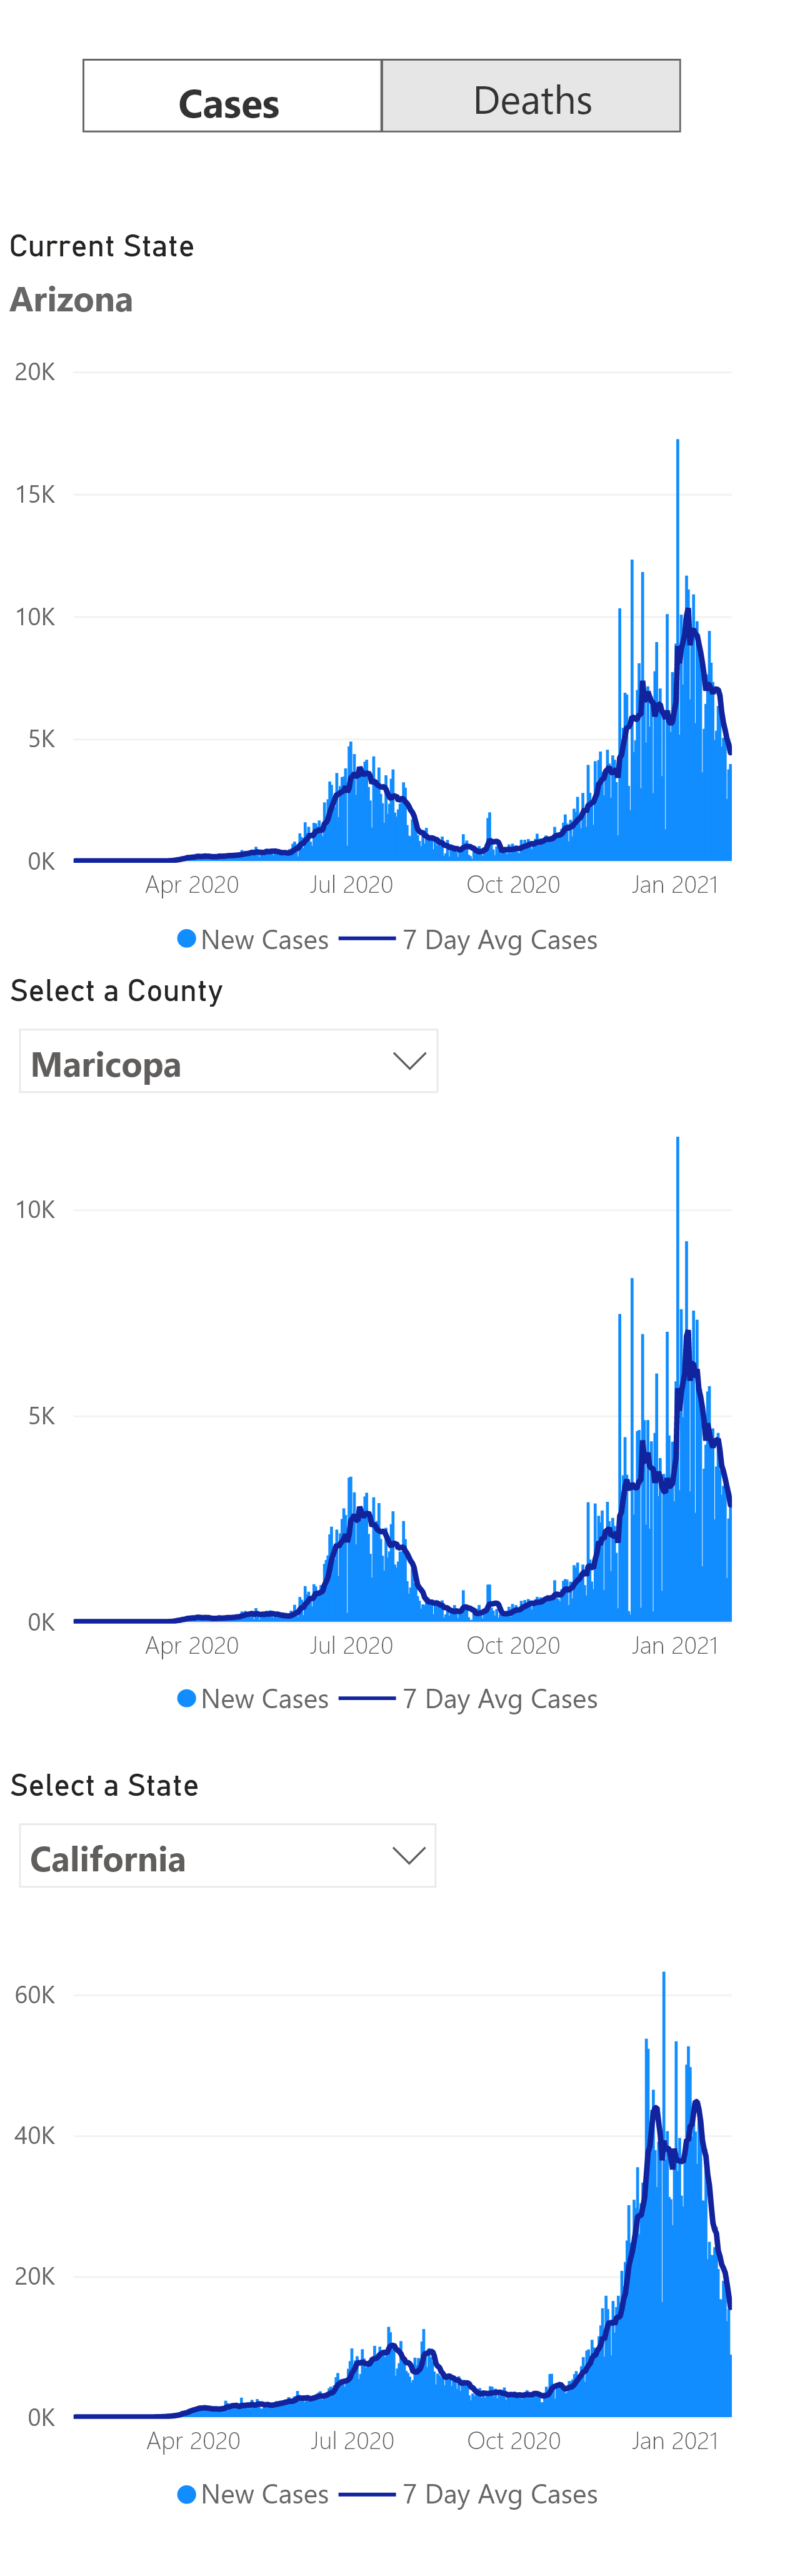 Cases Deaths
Current State
Arizona
20K
15K
10K
5K
0K
Apr 2020 Jul 2020 Oct 2020 Jan 2021
New Cases 7 Day Avg Cases
Select a County
Maricopa
10K
5K
0K
Apr 2020 Jul 2020 Oct 2020 Jan 2021
New Cases 7 Day Avg Cases
Select a State
California
60K
40K
20K
0K
Apr 2020 Jul 2020 Oct 2020 Jan 2021
New Cases 7 Day Avg Cases